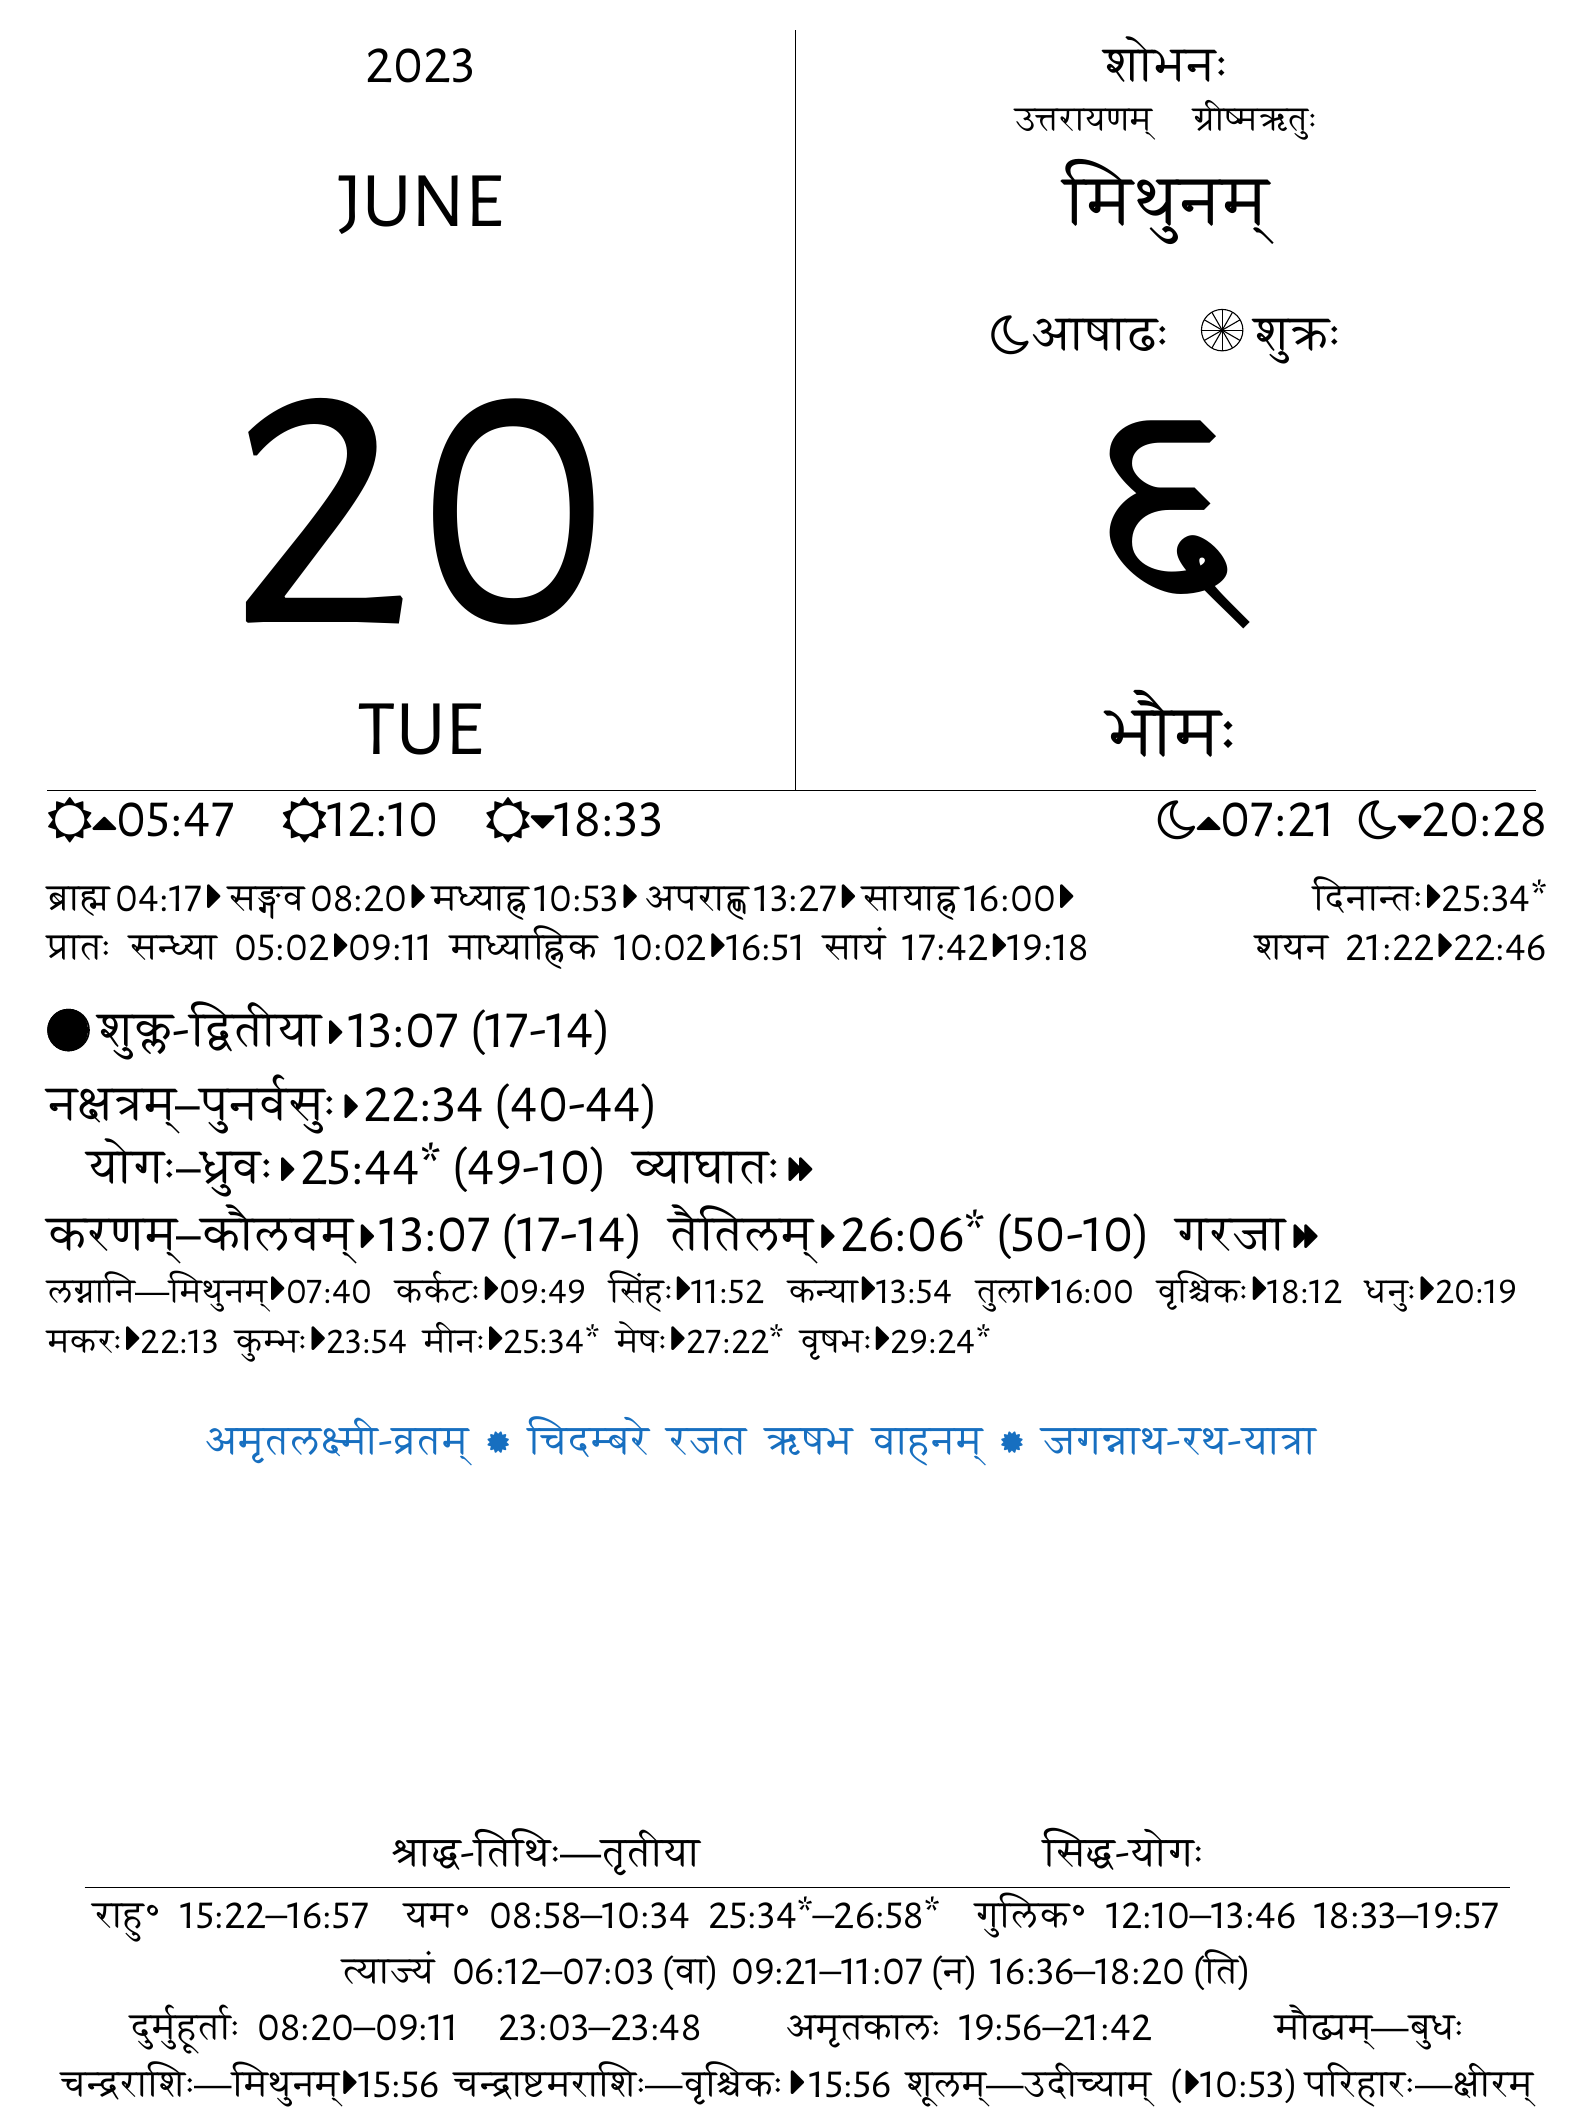 2023
JUNE
20
TUE
शोभनः
उत्तरायणम् ग्रीष्मऋतुः
मिथुनम्
आषाढः शुक्रः
६
भौमः
05:47 12:10 18:33 07:21 20:28
ब्राह्म 04:17 सङ्गव 08:20 मध्याह्न 10:53 अपराह्ण 13:27 सायाह्न 16:00 दिनान्तः 25:34*
प्रातः सन्ध्या 05:02 09:11 माध्याह्निक 10:02 16:51 सायं 17:42 19:18 शयन 21:22 22:46
शुक्ल-द्वितीया 13:07 (17-14)
नक्षत्रम्–पुनर्वसुः 22:34 (40-44)
योगः–ध्रुवः 25:44* (49-10) व्याघातः
करणम्–कौलवम् 13:07 (17-14) तैतिलम् 26:06* (50-10) गरजा
लग्नानि—मिथुनम् 07:40 कर्कटः 09:49 सिंहः 11:52 कन्या 13:54 तुला 16:00 वृश्चिकः 18:12 धनुः 20:19
मकरः 22:13 कुम्भः 23:54 मीनः 25:34* मेषः 27:22* वृषभः 29:24*
अमृतलक्ष्मी-व्रतम् ✹ चिदम्बरे रजत ऋषभ वाहनम् ✹ जगन्नाथ-रथ-यात्रा
श्राद्ध-तिथिः—तृतीया सिद्ध-योगः
राहु° 15:22–16:57 यम° 08:58–10:34 25:34*–26:58* गुलिक° 12:10–13:46 18:33–19:57
त्याज्यं 06:12–07:03 (वा) 09:21–11:07 (न) 16:36–18:20 (ति)
दुर्मुहूर्ताः 08:20–09:11 23:03–23:48 अमृतकालः 19:56–21:42 मौढ्यम्—बुधः
चन्द्रराशिः—मिथुनम् 15:56 चन्द्राष्टमराशिः—वृश्चिकः 15:56 शूलम्—उदीच्याम् (10:53) परिहारः—क्षीरम्